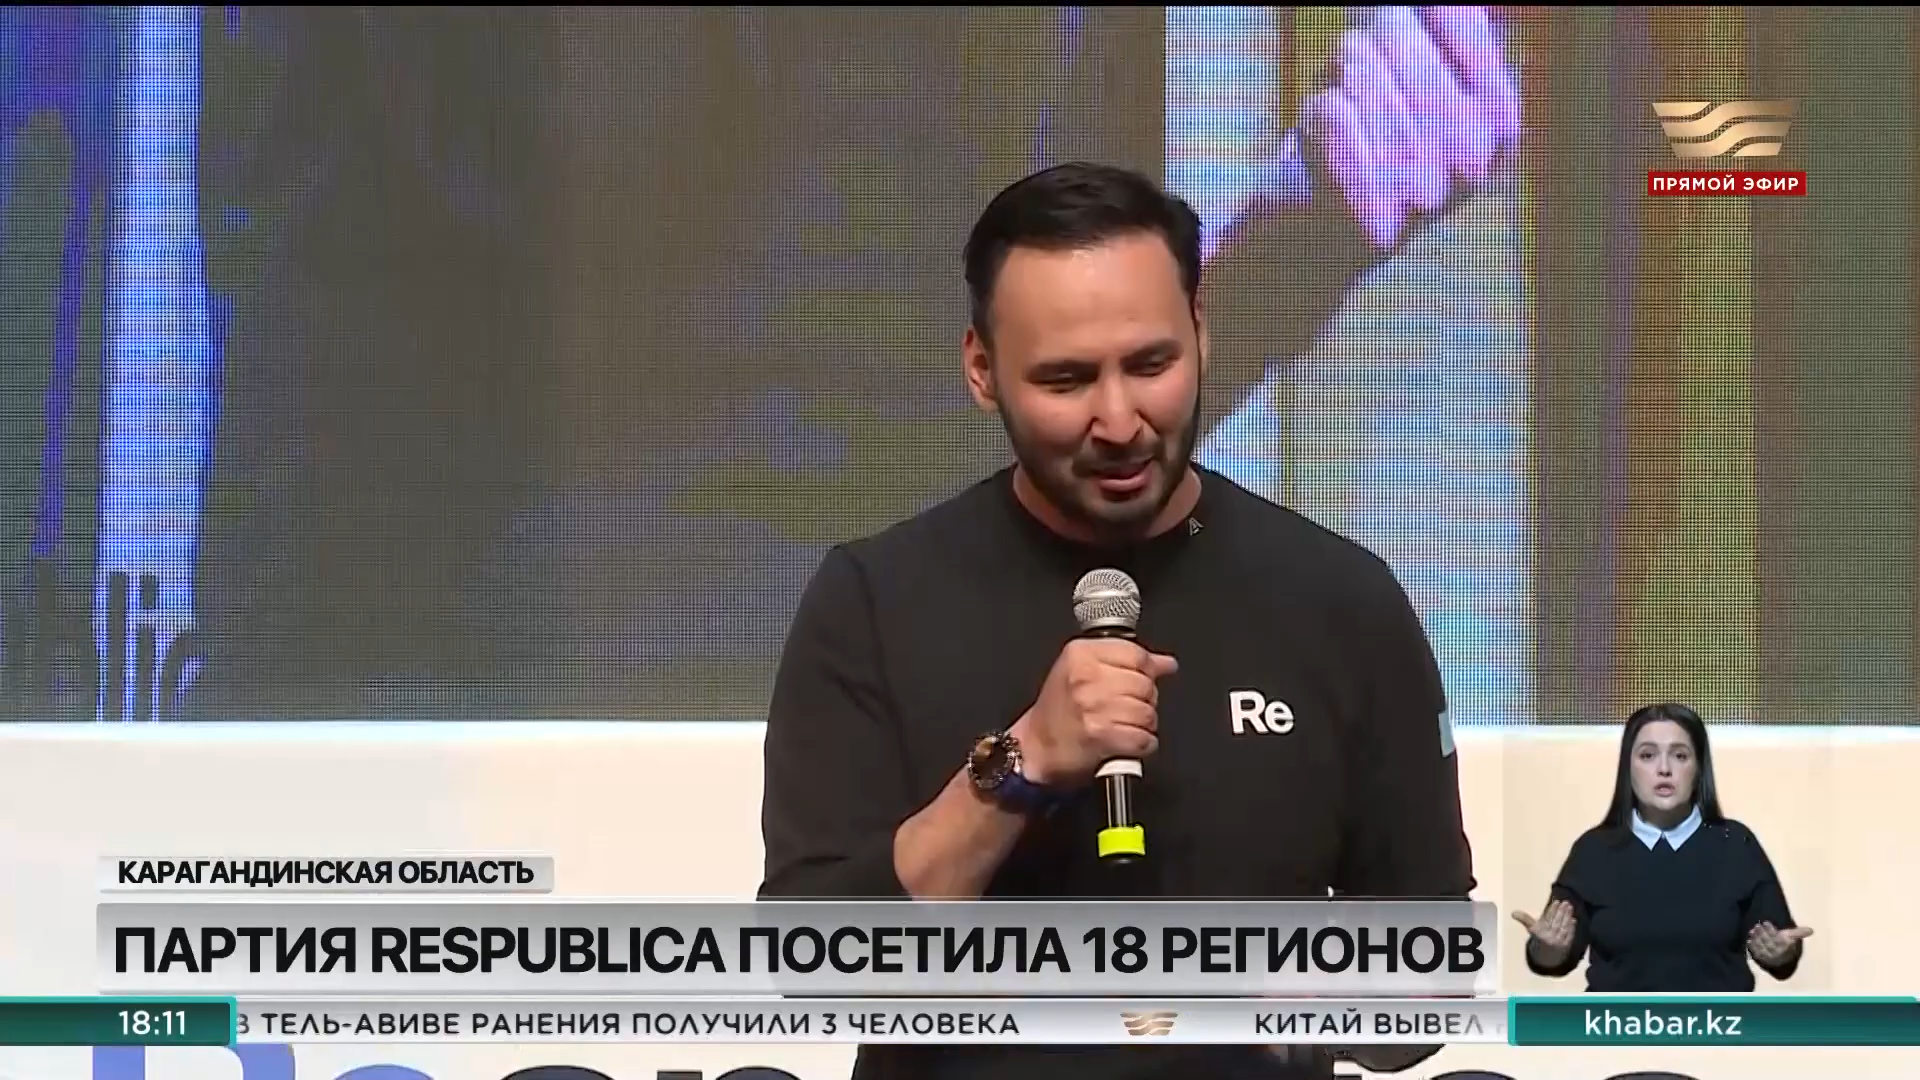 ПРЯМОЙ ЭФИР
Re
КАРАГАНДИНСКАЯ ОБЛАСТЬ
ПАРТИЯ RESPUBLICA ПОСЕТИЛА 18 РЕГИОНОВ
18:11
В ТЕЛЬ-АВИВЕ РАНЕНИЯ ПОЛУЧИЛИ 3 ЧЕЛОВЕКА
КИТАЙ ВЫВЕЛ
khabar.kz